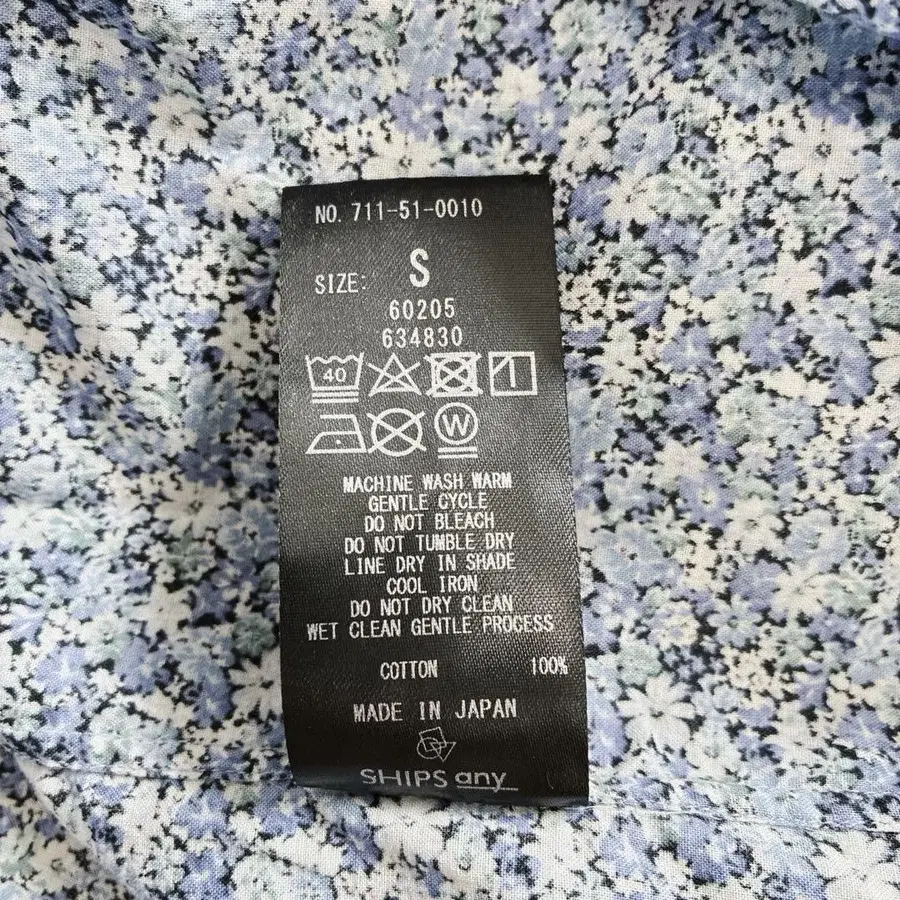 NO. 711-51-0010
SIZE: S
60205
634830
40
W
MACHINE WASH WARM
GENTLE CYCLE
DO NOT BLEACH
DO NOT TUMBLE DRY
LINE DRY IN SHADE
COOL IRON
DO NOT DRY CLEAN
WET CLEAN GENTLE PROCESS
COTTON 100%
MADE IN JAPAN
SHIPS any